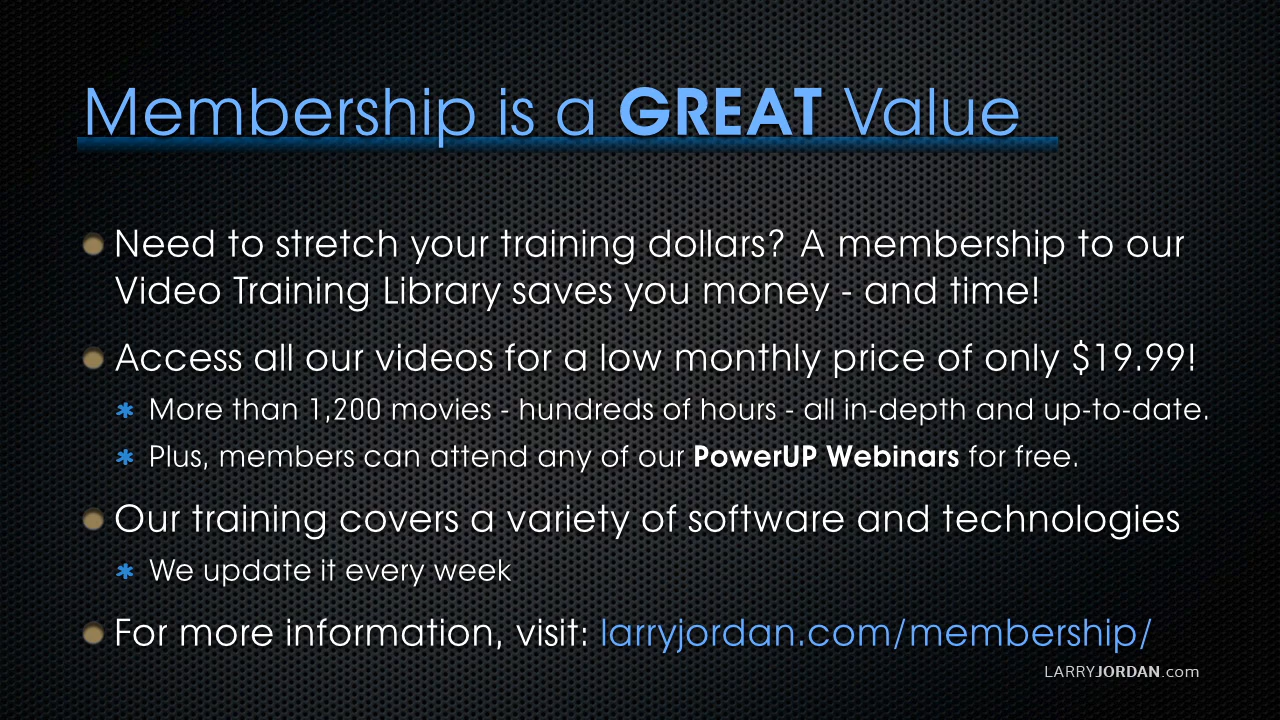 Membership is a GREAT Value
Need to stretch your training dollars? A membership to our
Video Training Library saves you money - and time!
Access all our videos for a low monthly price of only $19.99!
More than 1,200 movies - hundreds of hours - all in-depth and up-to-date.
Plus, members can attend any of our PowerUP Webinars for free.
Our training covers a variety of software and technologies
We update it every week
For more information, visit: larryjordan.com/membership/
LARRYJORDAN.com